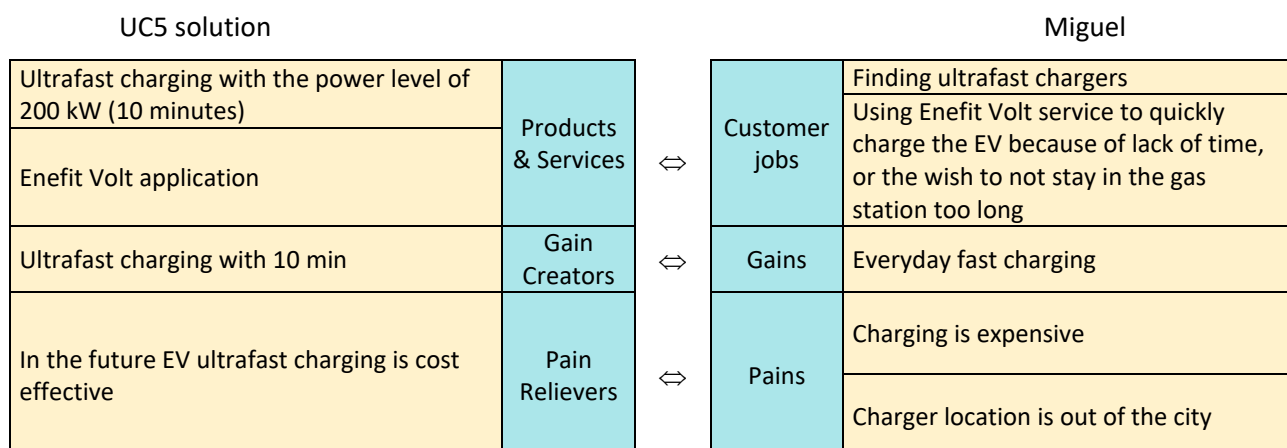 UC5 solution
Miguel
Ultrafast charging with the power level of
200 kW (10 minutes)
Enefit Volt application
Products
& Services
⇔
Customer
jobs
Finding ultrafast chargers
Using Enefit Volt service to quickly
charge the EV because of lack of time,
or the wish to not stay in the gas
station too long
Ultrafast charging with 10 min
Gain
Creators
⇔
Gains
Everyday fast charging
In the future EV ultrafast charging is cost
effective
Pain
Relievers
⇔
Pains
Charging is expensive
Charger location is out of the city